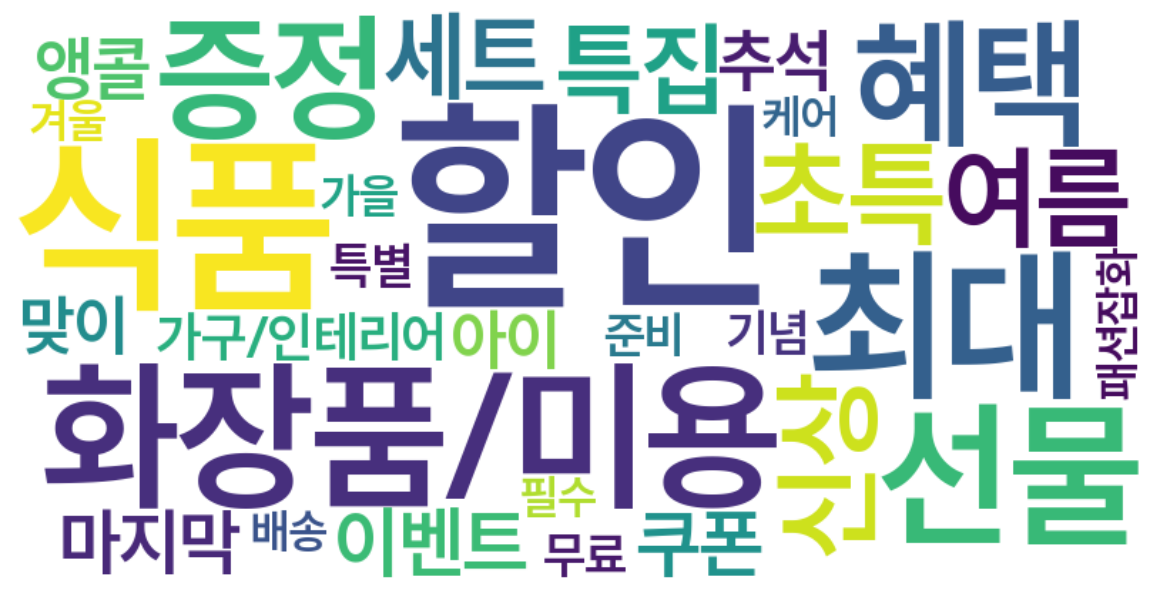 앵콜 증정 세트 특집 추석 혜택
겨울 케어
식품 가을 할인 초특 여름
특별 최대
맞이 가구/인테리어 아이 준비 기념 패션잡화
화장품/미용 신상 선물
필수
마지막 배송 이벤트 무료 쿠폰